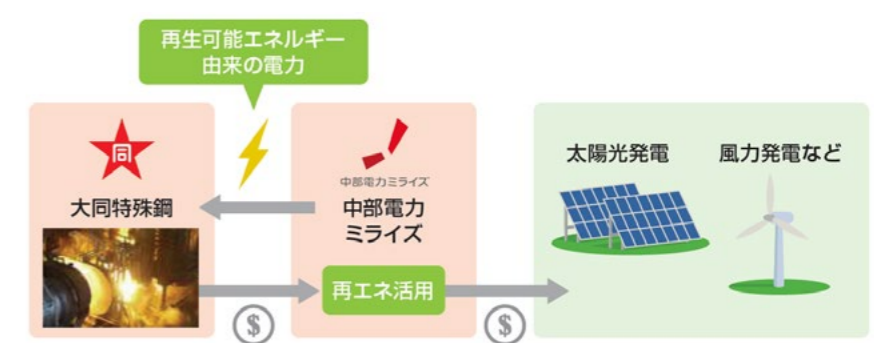 再生可能エネルギー
由来の電力
同
大同特殊鋼
中部電力ミライズ
中部電力
ミライズ
再エネ活用
太陽光発電
風力発電など
$
$